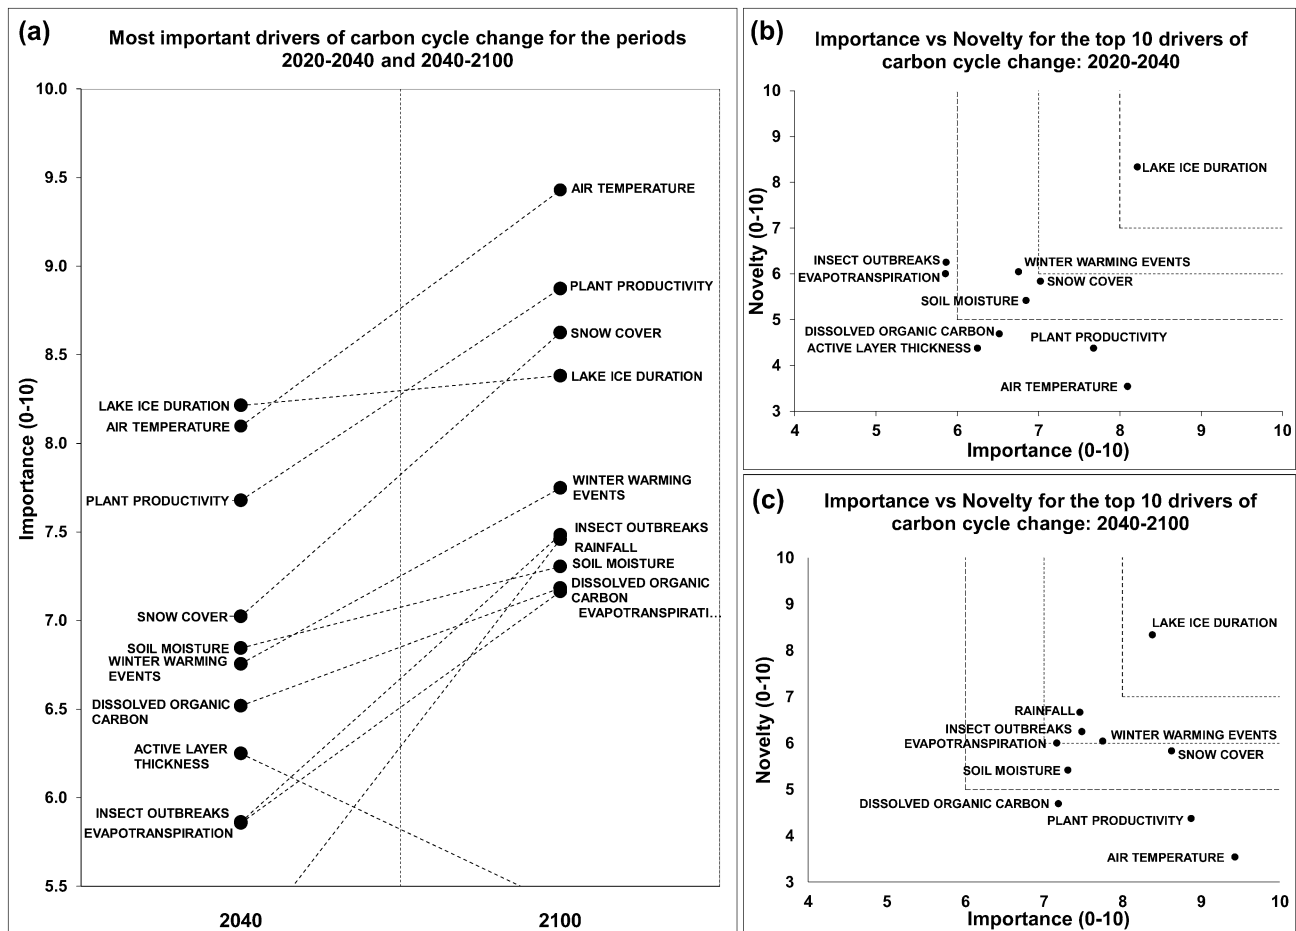 (a)
Most important drivers of carbon cycle change for the periods
2020-2040 and 2040-2100
Importance (0-10)
10.0
9.5
9.0
8.5
8.0
7.5
7.0
6.5
6.0
5.5
LAKE ICE DURATION
AIR TEMPERATURE
PLANT PRODUCTIVITY
SNOW COVER
SOIL MOISTURE
WINTER WARMING
EVENTS
DISSOLVED ORGANIC
CARBON
ACTIVE LAYER
THICKNESS
INSECT OUTBREAKS
EVAPOTRANSPIRATION
AIR TEMPERATURE
PLANT PRODUCTIVITY
SNOW COVER
LAKE ICE DURATION
WINTER WARMING
EVENTS
INSECT OUTBREAKS
RAINFALL
SOIL MOISTURE
DISSOLVED ORGANIC
CARBON
EVAPOTRANSPIRATI...
2040
2100
(b)
Importance vs Novelty for the top 10 drivers of
carbon cycle change: 2020-2040
Novelty (0-10)
10
9
8
7
6
5
4
3
LAKE ICE DURATION
INSECT OUTBREAKS
WINTER WARMING EVENTS
EVAPOTRANSPIRATION
SNOW COVER
SOIL MOISTURE
DISSOLVED ORGANIC CARBON
PLANT PRODUCTIVITY
ACTIVE LAYER THICKNESS
AIR TEMPERATURE
4
5
6
7
8
9
10
Importance (0-10)
(c)
Importance vs Novelty for the top 10 drivers of
carbon cycle change: 2040-2100
Novelty (0-10)
10
9
8
7
6
5
4
3
LAKE ICE DURATION
RAINFALL
INSECT OUTBREAKS
WINTER WARMING EVENTS
EVAPOTRANSPIRATION
SNOW COVER
SOIL MOISTURE
DISSOLVED ORGANIC CARBON
PLANT PRODUCTIVITY
AIR TEMPERATURE
4
5
6
7
8
9
10
Importance (0-10)